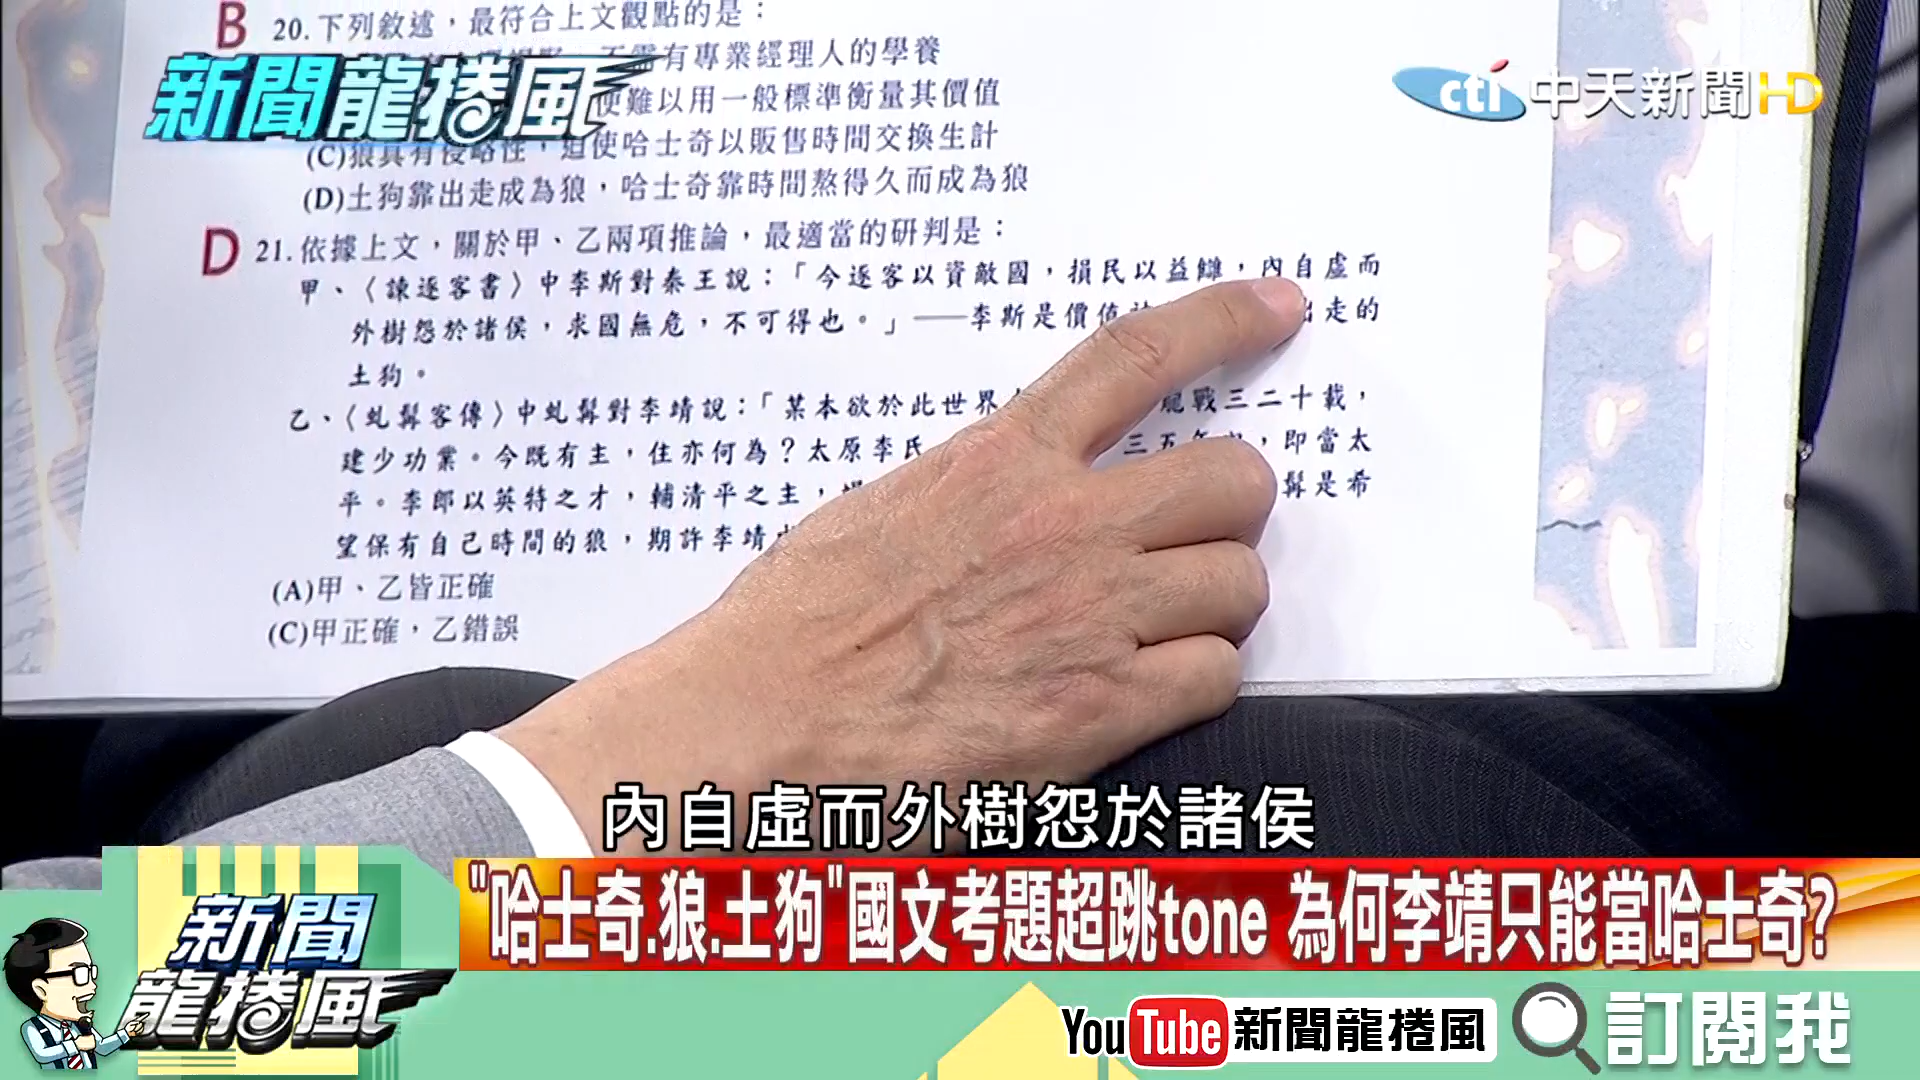 B 20.下列敘述，最符合上文觀點的是：
不需有專業經理人的學養
便難以用一般標準衡量其價值
(C)狼具有侵略性，迫使哈士奇以販售時間交換生計
(D)土狗靠出走成為狼，哈士奇靠時間熬得久而成為狼
新聞龍捲風
cti 中天新聞HD
D 21.依據上文，關於甲、乙兩項推論，最適當的研判是：
甲、〈諫逐客書〉中李斯對秦王說：「今逐客以資敵國，損民以益讎，內自虛而
外樹怨於諸侯，求國無危，不可得也。」──李斯是價值 出走的
土狗。
乙、〈虬髯客傳〉中虬髯對李靖說：「某本欲於此世界 龍戰三二十載，
建少功業。今既有主，住亦何為？太原李氏 三五年內，即當太
平。李郎以英特之才，輔清平之主， 髯是希
望保有自己時間的狼，期許李靖
(A)甲、乙皆正確
(C)甲正確，乙錯誤
內自虛而外樹怨於諸侯
"哈士奇.狼.土狗"國文考題超跳tone 為何李靖只能當哈士奇?
新聞龍捲風
YouTube 新聞龍捲風 訂閱我